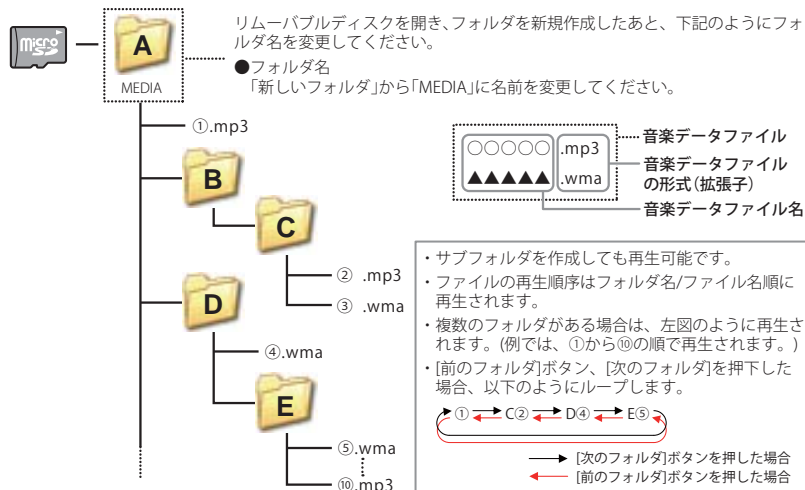 リムーバブルディスクを開き、フォルダを新規作成したあと、下記のようにフォ
ルダ名を変更してください。
●フォルダ名
「新しいフォルダ」から「MEDIA」に名前を変更してください。
micro
SD
A
MEDIA
①.mp3
B
C
② .mp3
③ .wma
D
④.wma
E
⑤.wma
⑩.mp3
○○○○○.mp3
▲▲▲▲▲.wma
音楽データファイル
音楽データファイル
の形式(拡張子)
音楽データファイル名
・サブフォルダを作成しても再生可能です。
・ファイルの再生順序はフォルダ名/ファイル名順に
再生されます。
・複数のフォルダがある場合は、左図のように再生さ
れます。(例では、①から⑩の順で再生されます。)
・[前のフォルダ]ボタン、[次のフォルダ]を押下した
場合、以下のようにループします。
① C② D④ E⑤
[次のフォルダ]ボタンを押した場合
[前のフォルダ]ボタンを押した場合